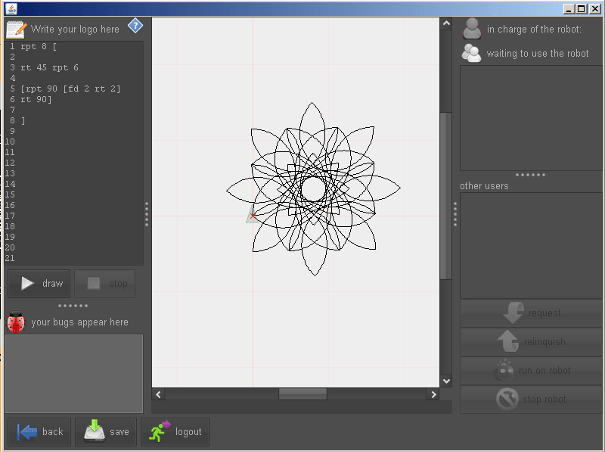 Write your logo here
1 rpt 8 [
2
3 rt 45 rpt 6
4
5 [rpt 90 [fd 2 rt 2]
6 rt 90]
7
8 ]
9
10
11
12
13
14
15
16
17
18
19
20
21
draw
stop
your bugs appear here
back
save
logout
in charge of the robot:
waiting to use the robot
other users
request
relinquish
run on robot
stop robot